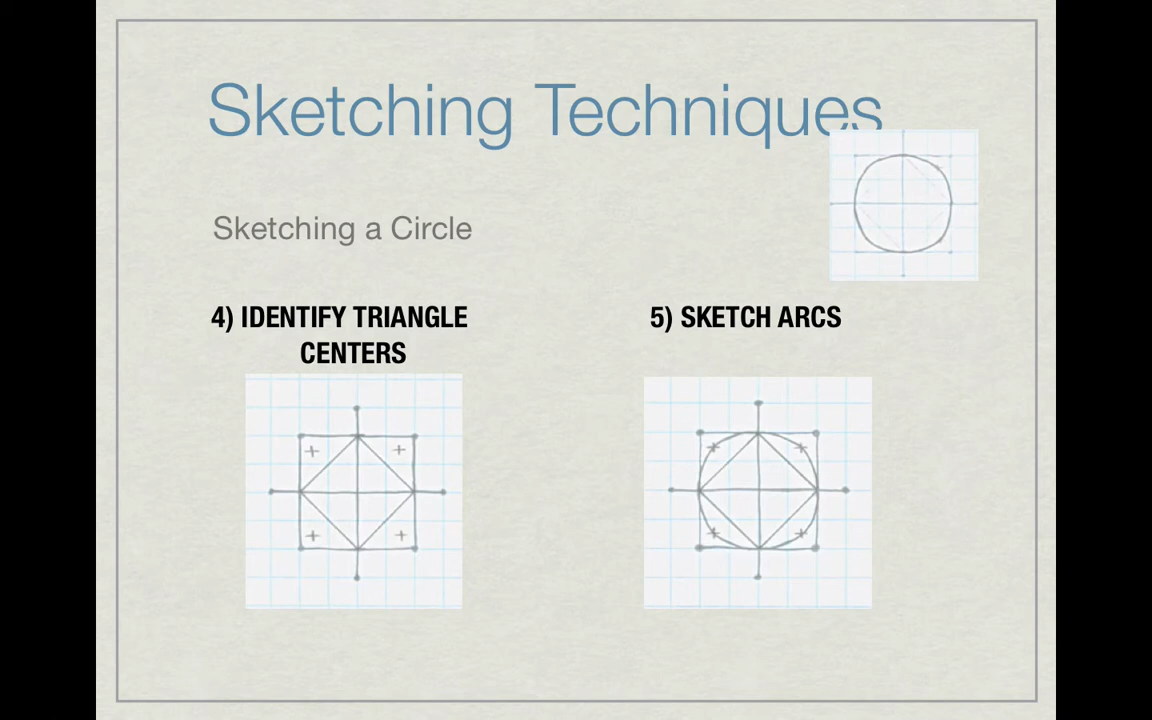 Sketching Techniques
Sketching a Circle
4) IDENTIFY TRIANGLE
CENTERS
5) SKETCH ARCS